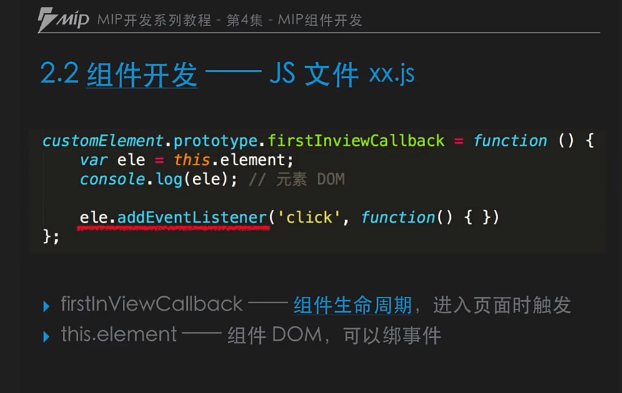 mip MIP开发系列教程 - 第4集 - MIP组件开发
2.2 组件开发 —— JS 文件 xx.js
customElement.prototype.firstInviewCallback = function () {
    var ele = this.element;
    console.log(ele); // 元素 DOM
    ele.addEventListener('click', function() { })
};
firstInViewCallback —— 组件生命周期，进入页面时触发
this.element —— 组件 DOM，可以绑事件